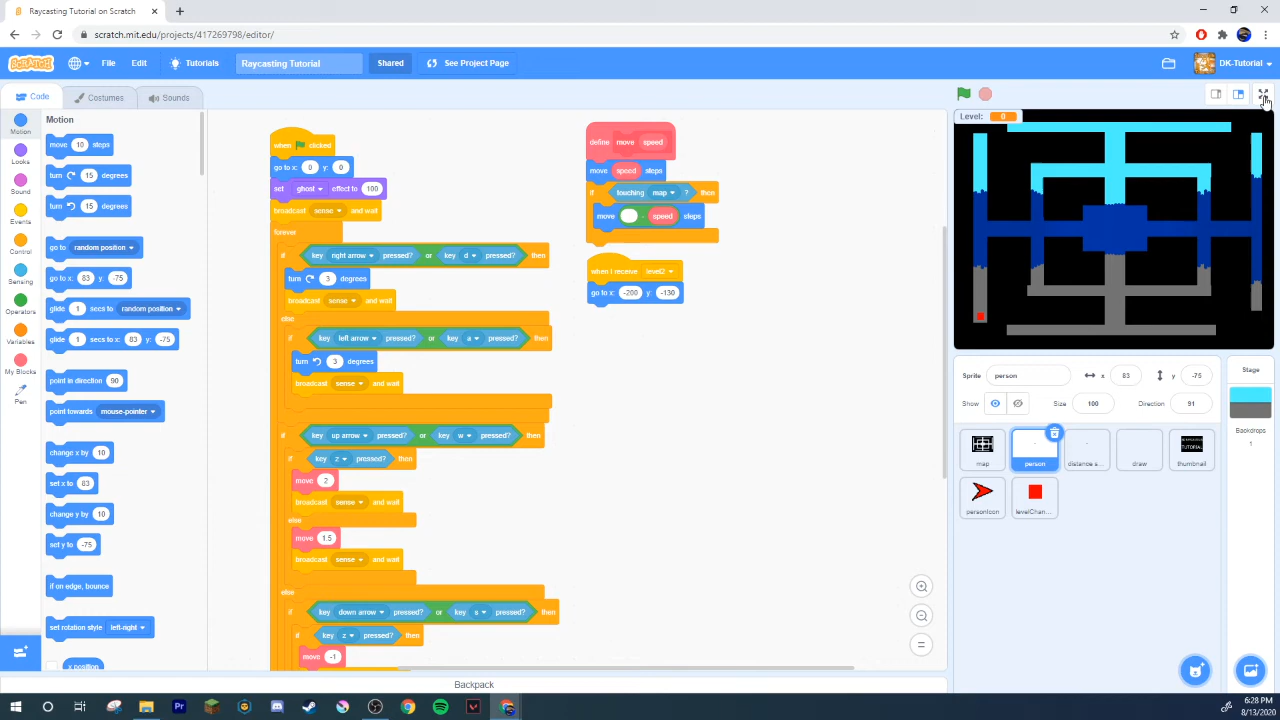 Raycasting Tutorial on Scratch
scratch.mit.edu/projects/417269798/editor/
SCRATCH File Edit Tutorials Raycasting Tutorial Shared See Project Page DK-Tutorial
Code Costumes Sounds
Motion
Looks
Sound
Events
Control
Sensing
Operators
Variables
My Blocks
Pen
Motion
move 10 steps
turn 15 degrees
turn 15 degrees
go to random position
go to x: 83 y: -75
glide 1 secs to random position
glide 1 secs to x: 83 y: -75
point in direction 90
point towards mouse-pointer
change x by 10
set x to 83
change y by 10
set y to -75
if on edge, bounce
set rotation style left-right
x position
when clicked
go to x: 0 y: 0
set ghost effect to 100
broadcast sense and wait
forever
if key right arrow pressed? or key d pressed? then
turn 3 degrees
broadcast sense and wait
else
if key left arrow pressed? or key a pressed? then
turn 3 degrees
broadcast sense and wait
if key up arrow pressed? or key w pressed? then
if key z pressed? then
move 2
broadcast sense and wait
else
move 1.5
broadcast sense and wait
else
if key down arrow pressed? or key s pressed? then
if key z pressed? then
move -1
define move speed
move speed steps
if touching map ? then
move - speed steps
when I receive level2
go to x: -200 y: -130
Level: 0
Sprite person x 83 y -75
Show Size 100 Direction 91
map person distance s... draw thumbnail
personIcon levelChan...
Stage
Backdrops
1
Backpack
6:28 PM
8/13/2020